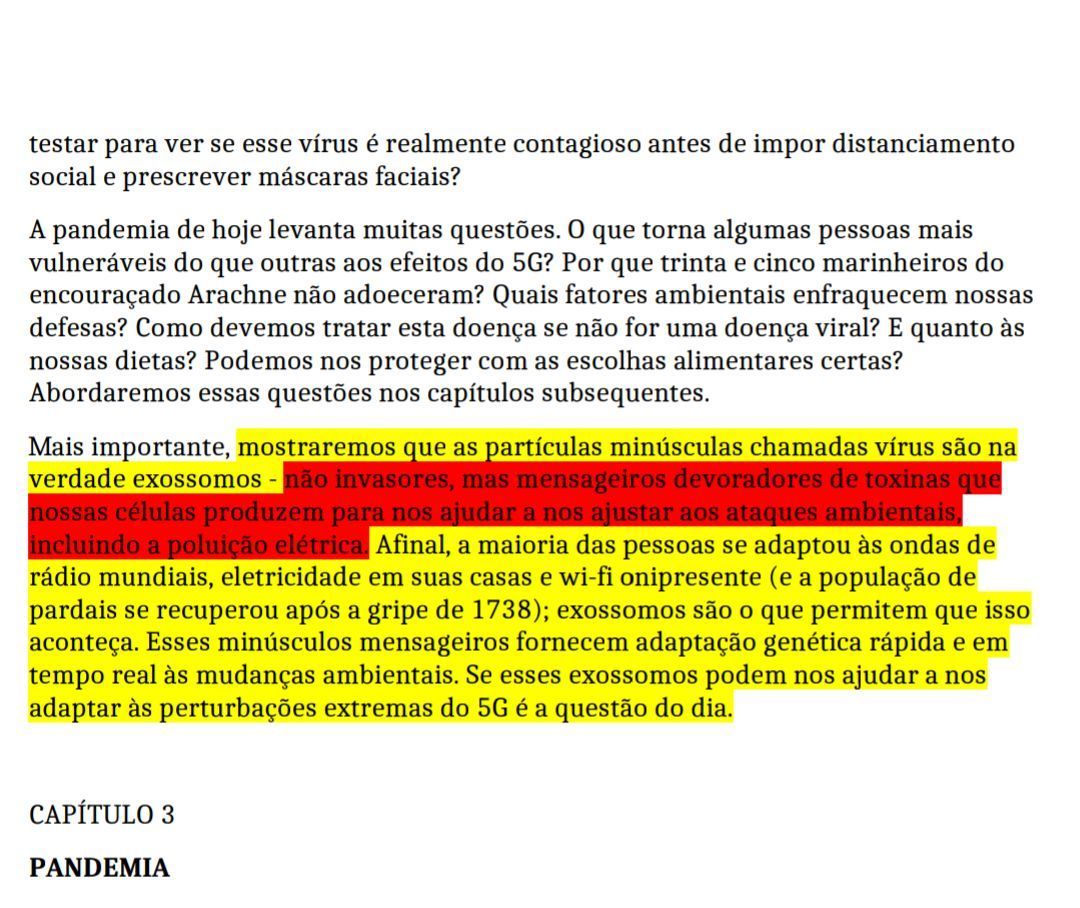 testar para ver se esse vírus é realmente contagioso antes de impor distanciamento
social e prescrever máscaras faciais?
A pandemia de hoje levanta muitas questões. O que torna algumas pessoas mais
vulneráveis do que outras aos efeitos do 5G? Por que trinta e cinco marinheiros do
encouraçado Arachne não adoeceram? Quais fatores ambientais enfraquecem nossas
defesas? Como devemos tratar esta doença se não for uma doença viral? E quanto às
nossas dietas? Podemos nos proteger com as escolhas alimentares certas?
Abordaremos essas questões nos capítulos subsequentes.
Mais importante, mostraremos que as partículas minúsculas chamadas vírus são na
verdade exossomos - não invasores, mas mensageiros devoradores de toxinas que
nossas células produzem para nos ajudar a nos ajustar aos ataques ambientais,
incluindo a poluição elétrica. Afinal, a maioria das pessoas se adaptou às ondas de
rádio mundiais, eletricidade em suas casas e wi-fi onipresente (e a população de
pardais se recuperou após a gripe de 1738); exossomos são o que permitem que isso
aconteça. Esses minúsculos mensageiros fornecem adaptação genética rápida e em
tempo real às mudanças ambientais. Se esses exossomos podem nos ajudar a nos
adaptar às perturbações extremas do 5G é a questão do dia.
CAPÍTULO 3
PANDEMIA